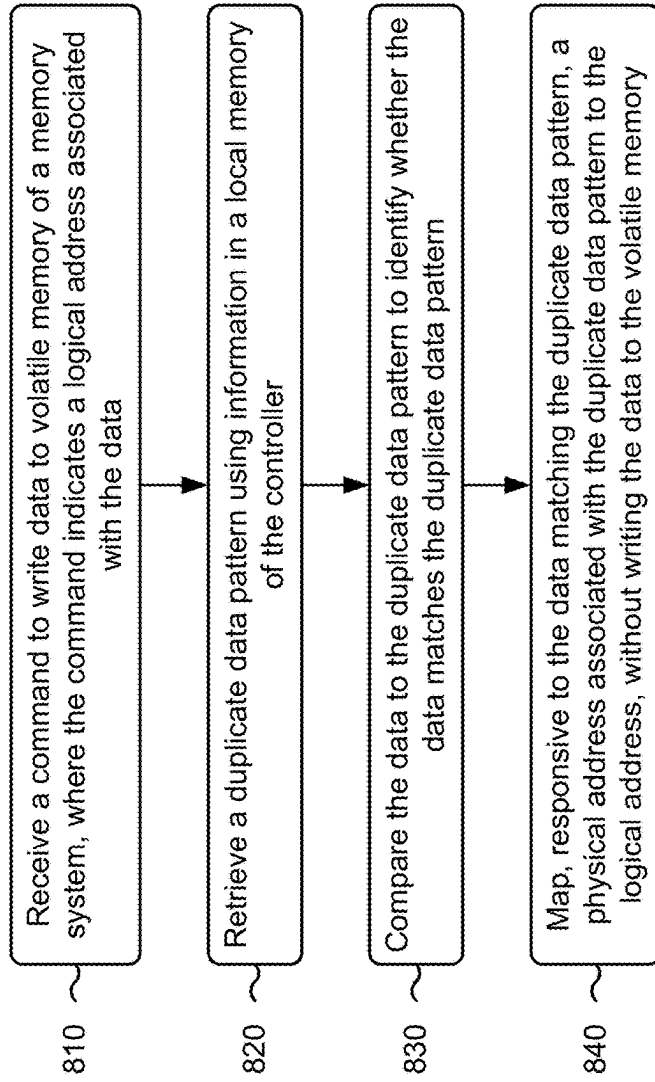 810
Receive a command to write data to volatile memory of a memory
system, where the command indicates a logical address associated
with the data
820
Retrieve a duplicate data pattern using information in a local memory
of the controller
830
Compare the data to the duplicate data pattern to identify whether the
data matches the duplicate data pattern
840
Map, responsive to the data matching the duplicate data pattern, a
physical address associated with the duplicate data pattern to the
logical address, without writing the data to the volatile memory